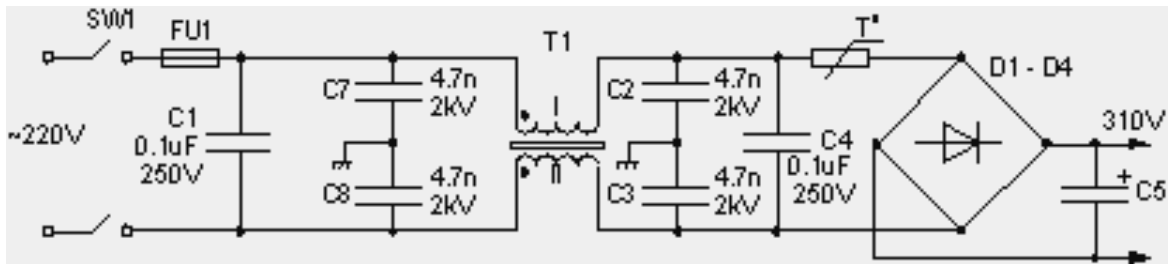 SW1
FU1
T1
T°
D1 - D4
~220V
C1
0.1uF
250V
C7
4.7n
2kV
C8
4.7n
2kV
I
II
C2
4.7n
2kV
C3
4.7n
2kV
C4
0.1uF
250V
310V
+
C5